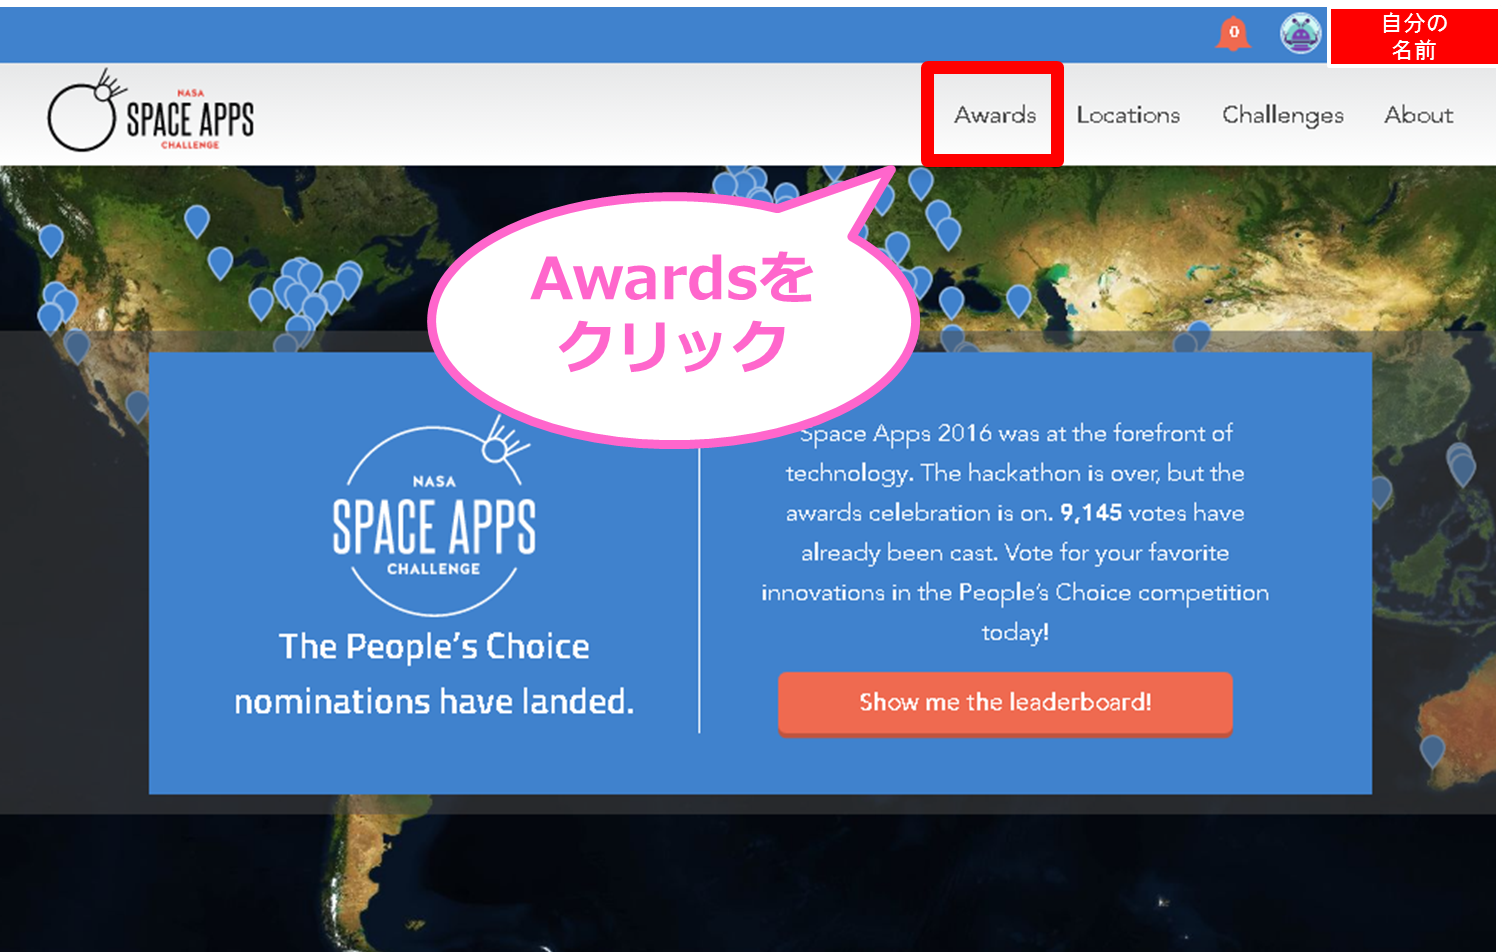 0
自分の
名前
NASA
SPACE APPS
CHALLENGE
Awards Locations Challenges About
Awardsを
クリック
NASA
SPACE APPS
CHALLENGE
The People's Choice
nominations have landed.
Space Apps 2016 was at the forefront of
technology. The hackathon is over, but the
awards celebration is on. 9,145 votes have
already been cast. Vote for your favorite
innovations in the People's Choice competition
today!
Show me the leaderboard!